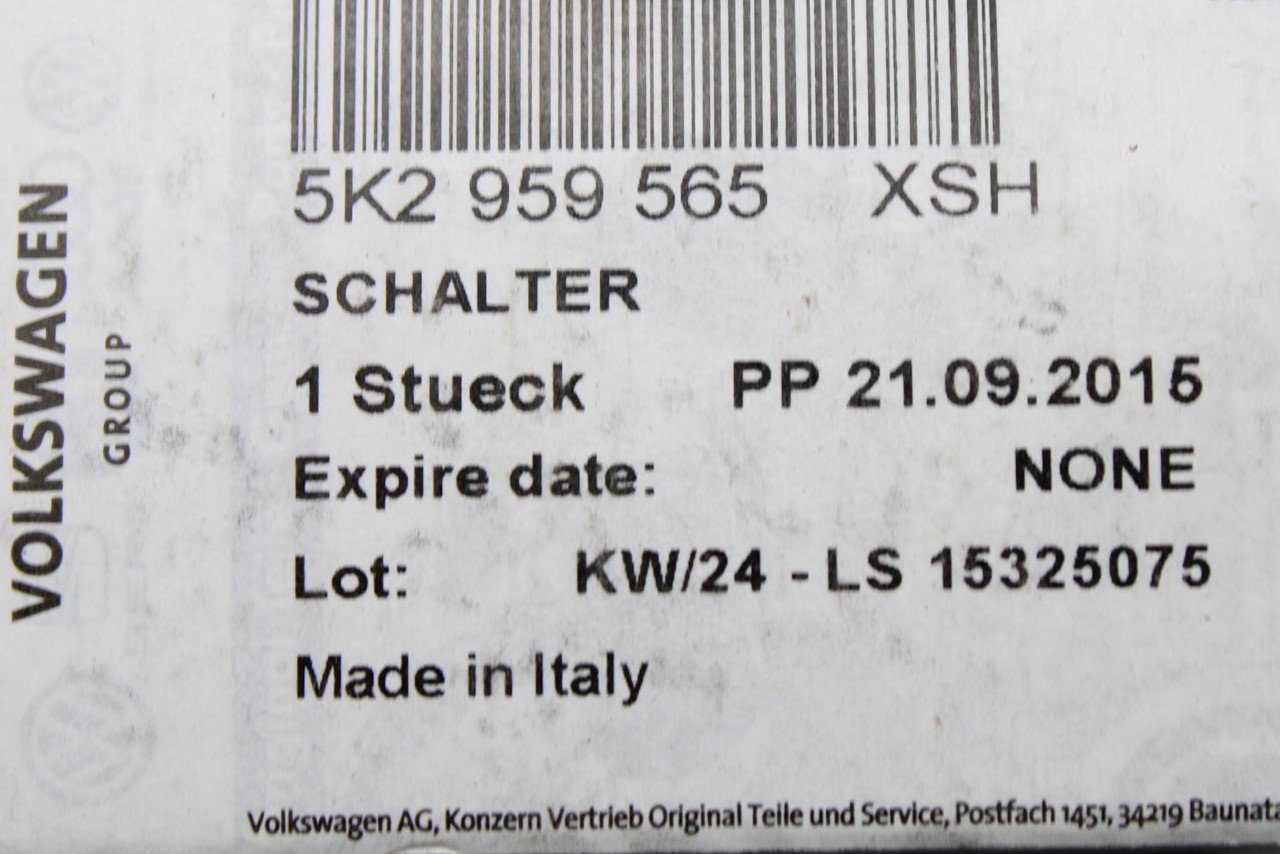 VOLKSWAGEN
GROUP
5K2 959 565 XSH
SCHALTER
1 Stueck PP 21.09.2015
Expire date: NONE
Lot: KW/24 - LS 15325075
Made in Italy
Volkswagen AG, Konzern Vertrieb Original Teile und Service, Postfach 1451, 34219 Baunata